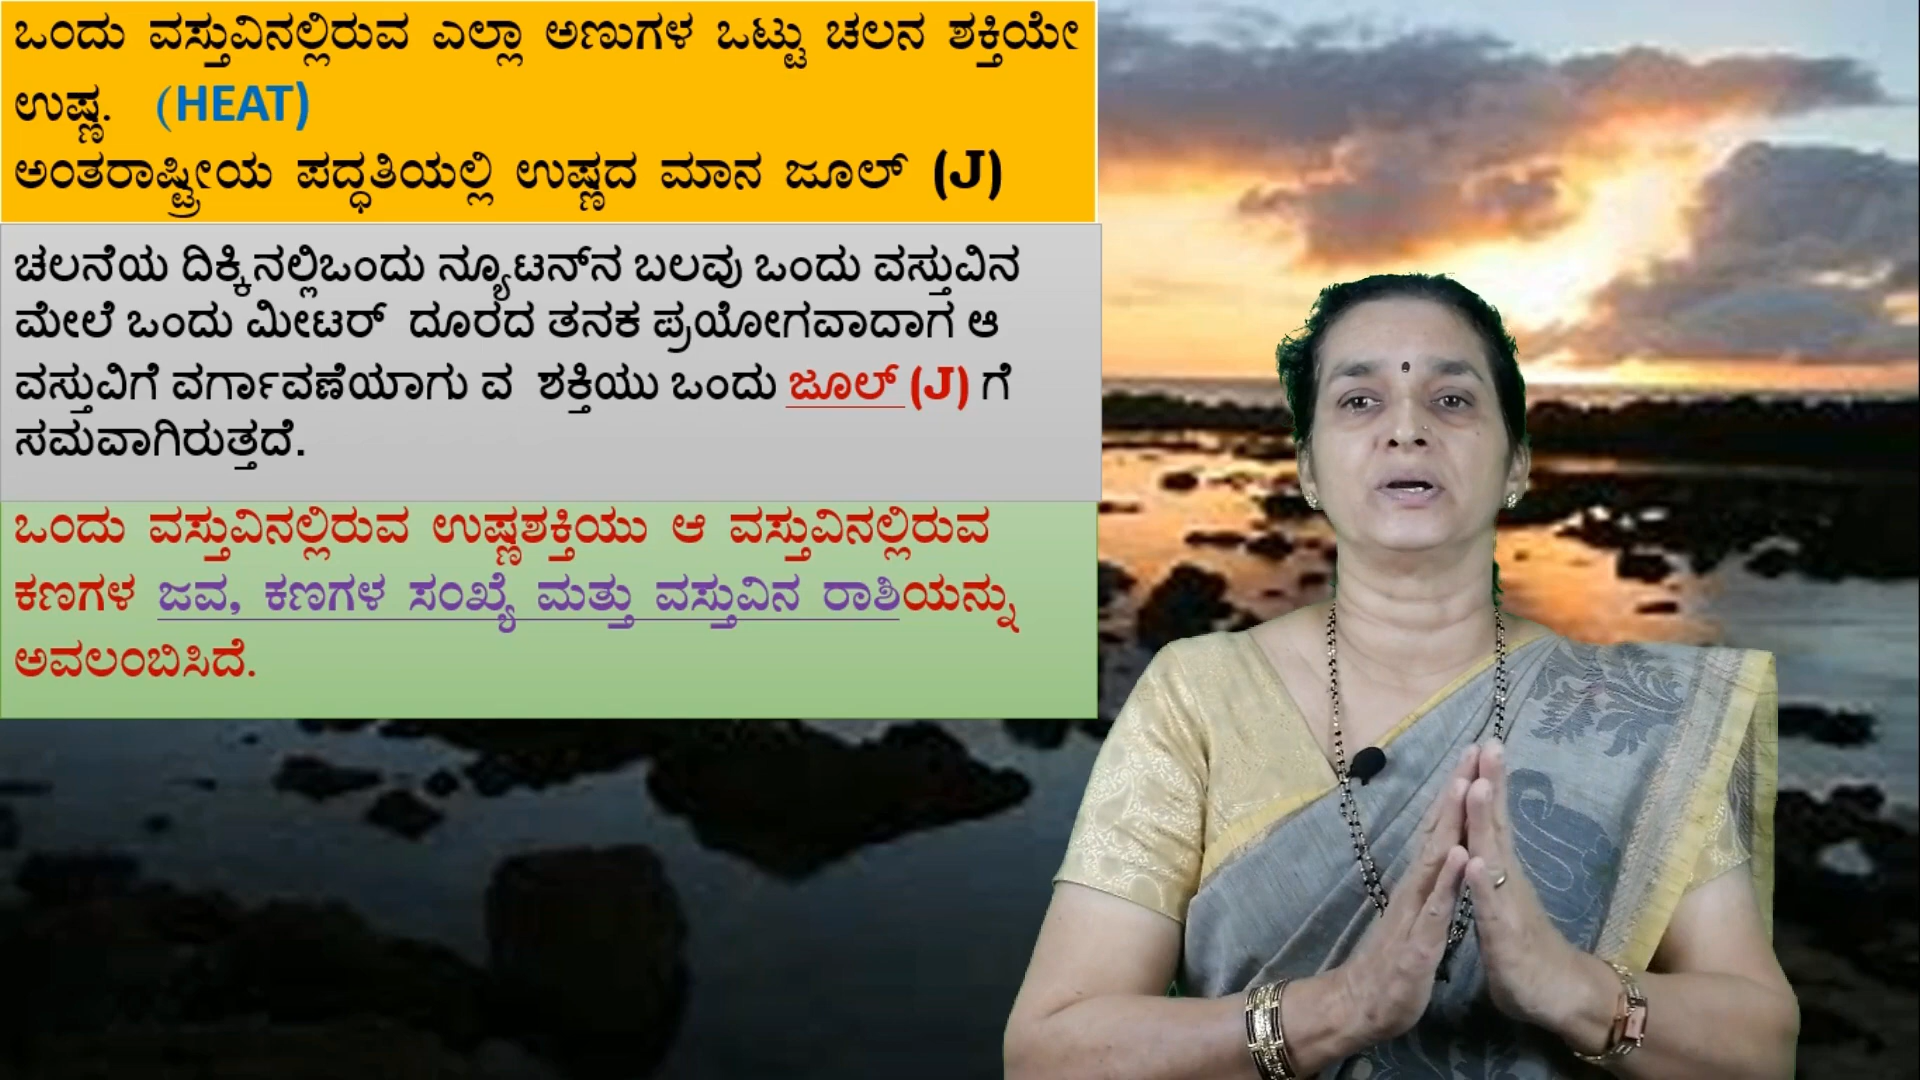 ಒಂದು ವಸ್ತುವಿನಲ್ಲಿರುವ ಎಲ್ಲಾ ಅಣುಗಳ ಒಟ್ಟು ಚಲನ ಶಕ್ತಿಯೇ
ಉಷ್ಣ. (HEAT)
ಅಂತರಾಷ್ಟ್ರೀಯ ಪದ್ಧತಿಯಲ್ಲಿ ಉಷ್ಣದ ಮಾನ ಜೂಲ್ (J)
ಚಲನೆಯ ದಿಕ್ಕಿನಲ್ಲಿಒಂದು ನ್ಯೂಟನ್‌ನ ಬಲವು ಒಂದು ವಸ್ತುವಿನ
ಮೇಲೆ ಒಂದು ಮೀಟರ್ ದೂರದ ತನಕ ಪ್ರಯೋಗವಾದಾಗ ಆ
ವಸ್ತುವಿಗೆ ವರ್ಗಾವಣೆಯಾಗು ವ ಶಕ್ತಿಯು ಒಂದು ಜೂಲ್ (J) ಗೆ
ಸಮವಾಗಿರುತ್ತದೆ.
ಒಂದು ವಸ್ತುವಿನಲ್ಲಿರುವ ಉಷ್ಣಶಕ್ತಿಯು ಆ ವಸ್ತುವಿನಲ್ಲಿರುವ
ಕಣಗಳ ಜವ, ಕಣಗಳ ಸಂಖ್ಯೆ ಮತ್ತು ವಸ್ತುವಿನ ರಾಶಿಯನ್ನು
ಅವಲಂಬಿಸಿದೆ.